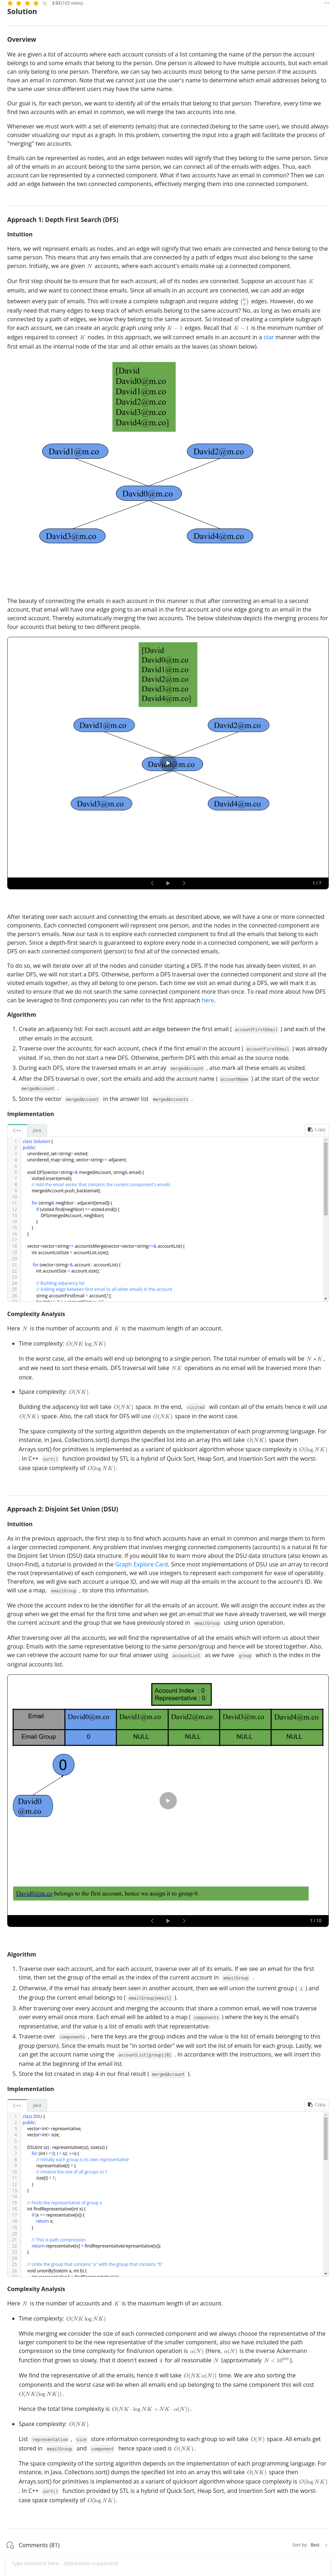 3.93 (105 votes)
Solution
Overview
We are given a list of accounts where each account consists of a list containing the name of the person the account
belongs to and some emails that belong to them. One person is allowed to have multiple accounts, but each email
can only belong to one person. Therefore, we can say two accounts must belong to the same person if the accounts
have an email in common. Note that we cannot just use the user's name to determine which email addresses belong to
the same user since different users may have the same name.
Our goal is, for each person, we want to identify all of the emails that belong to that person. Therefore, every time we
find two accounts with an email in common, we will merge the two accounts into one.
Whenever we must work with a set of elements (emails) that are connected (belong to the same user), we should always
consider visualizing our input as a graph. In this problem, converting the input into a graph will facilitate the process of
"merging" two accounts.
Emails can be represented as nodes, and an edge between nodes will signify that they belong to the same person. Since
all of the emails in an account belong to the same person, we can connect all of the emails with edges. Thus, each
account can be represented by a connected component. What if two accounts have an email in common? Then we can
add an edge between the two connected components, effectively merging them into one connected component.
Approach 1: Depth First Search (DFS)
Intuition
Here, we will represent emails as nodes, and an edge will signify that two emails are connected and hence belong to the
same person. This means that any two emails that are connected by a path of edges must also belong to the same
person. Initially, we are given N accounts, where each account's emails make up a connected component.
Our first step should be to ensure that for each account, all of its nodes are connected. Suppose an account has K
emails, and we want to connect these emails. Since all emails in an account are connected, we can add an edge
between every pair of emails. This will create a complete subgraph and require adding (K 2) edges. However, do we
really need that many edges to keep track of which emails belong to the same account? No, as long as two emails are
connected by a path of edges, we know they belong to the same account. So instead of creating a complete subgraph
for each account, we can create an acyclic graph using only K − 1 edges. Recall that K − 1 is the minimum number of
edges required to connect K nodes. In this approach, we will connect emails in an account in a star manner with the
first email as the internal node of the star and all other emails as the leaves (as shown below).
[David
David0@m.co
David1@m.co
David2@m.co
David3@m.co
David4@m.co]
David1@m.co
David2@m.co
David0@m.co
David3@m.co
David4@m.co
The beauty of connecting the emails in each account in this manner is that after connecting an email to a second
account, that email will have one edge going to an email in the first account and one edge going to an email in the
second account. Thereby automatically merging the two accounts. The below slideshow depicts the merging process for
four accounts that belong to two different people.
[David
David0@m.co
David1@m.co
David2@m.co
David3@m.co
David4@m.co]
David1@m.co
David2@m.co
David3@m.co
David4@m.co
1 / 7
After iterating over each account and connecting the emails as described above, we will have one or more connected
components. Each connected component will represent one person, and the nodes in the connected component are
the person's emails. Now our task is to explore each connected component to find all the emails that belong to each
person. Since a depth-first search is guaranteed to explore every node in a connected component, we will perform a
DFS on each connected component (person) to find all of the connected emails.
To do so, we will iterate over all of the nodes and consider starting a DFS. If the node has already been visited, in an
earlier DFS, we will not start a DFS. Otherwise, perform a DFS traversal over the connected component and store the
visited emails together, as they all belong to one person. Each time we visit an email during a DFS, we will mark it as
visited to ensure that we do not search the same connected component more than once. To read more about how DFS
can be leveraged to find components you can refer to the first approach here.
Algorithm
1. Create an adjacency list: For each account add an edge between the first email ( accountFirstEmail ) and each of the
other emails in the account.
2. Traverse over the accounts; for each account, check if the first email in the account ( accountFirstEmail ) was already
visited. If so, then do not start a new DFS. Otherwise, perform DFS with this email as the source node.
3. During each DFS, store the traversed emails in an array mergedAccount , also mark all these emails as visited.
4. After the DFS traversal is over, sort the emails and add the account name ( accountName ) at the start of the vector
mergedAccount .
5. Store the vector mergedAccount in the answer list mergedAccounts .
Implementation
C++ Java Copy
1 class Solution {
2 public:
3 unordered_set<string> visited;
4 unordered_map<string, vector<string>> adjacent;
5
6 void DFS(vector<string>& mergedAccount, string& email) {
7 visited.insert(email);
8 // Add the email vector that contains the current component's emails
9 mergedAccount.push_back(email);
10
11 for (string& neighbor : adjacent[email]) {
12 if (visited.find(neighbor) == visited.end()) {
13 DFS(mergedAccount, neighbor);
14 }
15 }
16 }
17
18 vector<vector<string>> accountsMerge(vector<vector<string>>& accountList) {
19 int accountListSize = accountList.size();
20
21 for (vector<string>& account : accountList) {
22 int accountSize = account.size();
23
24 // Building adjacency list
25 // Adding edge between first email to all other emails in the account
26 string accountFirstEmail = account[1];
Complexity Analysis
Here N is the number of accounts and K is the maximum length of an account.
• Time complexity: O(NK log NK)
In the worst case, all the emails will end up belonging to a single person. The total number of emails will be N * K,
and we need to sort these emails. DFS traversal will take NK operations as no email will be traversed more than
once.
• Space complexity: O(NK)
Building the adjacency list will take O(NK) space. In the end, visited will contain all of the emails hence it will use
O(NK) space. Also, the call stack for DFS will use O(NK) space in the worst case.
The space complexity of the sorting algorithm depends on the implementation of each programming language. For
instance, in Java, Collections.sort() dumps the specified list into an array this will take O(NK) space then
Arrays.sort() for primitives is implemented as a variant of quicksort algorithm whose space complexity is O(log NK)
. In C++ sort() function provided by STL is a hybrid of Quick Sort, Heap Sort, and Insertion Sort with the worst-
case space complexity of O(log NK).
Approach 2: Disjoint Set Union (DSU)
Intuition
As in the previous approach, the first step is to find which accounts have an email in common and merge them to form
a larger connected component. Any problem that involves merging connected components (accounts) is a natural fit for
the Disjoint Set Union (DSU) data structure. If you would like to learn more about the DSU data structure (also known as
Union-Find), a tutorial is provided in the Graph Explore Card. Since most implementations of DSU use an array to record
the root (representative) of each component, we will use integers to represent each component for ease of operability.
Therefore, we will give each account a unique ID, and we will map all the emails in the account to the account's ID. We
will use a map, emailGroup , to store this information.
We chose the account index to be the identifier for all the emails of an account. We will assign the account index as the
group when we get the email for the first time and when we get an email that we have already traversed, we will merge
the current account and the group that we have previously stored in emailGroup using union operation.
After traversing over all the accounts, we will find the representative of all the emails which will inform us about their
group. Emails with the same representative belong to the same person/group and hence will be stored together. Also,
we can retrieve the account name for our final answer using accountList as we have group which is the index in the
original accounts list.
Account Index : 0
Representative : 0
Email David0@m.co David1@m.co David2@m.co David3@m.co David4@m.co
Email Group 0 NULL NULL NULL NULL
0
David0
@m.co
David0@m.co belongs to the first account, hence we assign it to group 0.
1 / 10
Algorithm
1. Traverse over each account, and for each account, traverse over all of its emails. If we see an email for the first
time, then set the group of the email as the index of the current account in emailGroup .
2. Otherwise, if the email has already been seen in another account, then we will union the current group ( i ) and
the group the current email belongs to ( emailGroup[email] ).
3. After traversing over every account and merging the accounts that share a common email, we will now traverse
over every email once more. Each email will be added to a map ( components ) where the key is the email's
representative, and the value is a list of emails with that representative.
4. Traverse over components , here the keys are the group indices and the value is the list of emails belonging to this
group (person). Since the emails must be "in sorted order" we will sort the list of emails for each group. Lastly, we
can get the account name using the accountList[group][0] . In accordance with the instructions, we will insert this
name at the beginning of the email list.
5. Store the list created in step 4 in our final result ( mergedAccount ).
Implementation
C++ Java Copy
1 class DSU {
2 public:
3 vector<int> representative;
4 vector<int> size;
5
6 DSU(int sz) : representative(sz), size(sz) {
7 for (int i = 0; i < sz; ++i) {
8 // Initially each group is its own representative
9 representative[i] = i;
10 // Intialize the size of all groups to 1
11 size[i] = 1;
12 }
13 }
14
15 // Finds the representative of group x
16 int findRepresentative(int x) {
17 if (x == representative[x]) {
18 return x;
19 }
20
21 // This is path compression
22 return representative[x] = findRepresentative(representative[x]);
23 }
24
25 // Unite the group that contains "a" with the group that contains "b"
26 void unionBySize(int a, int b) {
Complexity Analysis
Here N is the number of accounts and K is the maximum length of an account.
• Time complexity: O(NK log NK)
While merging we consider the size of each connected component and we always choose the representative of the
larger component to be the new representative of the smaller component, also we have included the path
compression so the time complexity for find/union operation is α(N) (Here, α(N) is the inverse Ackermann
function that grows so slowly, that it doesn't exceed 4 for all reasonable N (approximately N < 10^600).
We find the representative of all the emails, hence it will take O(NKα(N)) time. We are also sorting the
components and the worst case will be when all emails end up belonging to the same component this will cost
O(NK(log NK)).
Hence the total time complexity is O(NK · log NK + NK · α(N)).
• Space complexity: O(NK)
List representative , size store information corresponding to each group so will take O(N) space. All emails get
stored in emailGroup and component hence space used is O(NK).
The space complexity of the sorting algorithm depends on the implementation of each programming language. For
instance, in Java, Collections.sort() dumps the specified list into an array this will take O(NK) space then
Arrays.sort() for primitives is implemented as a variant of quicksort algorithm whose space complexity is O(log NK)
. In C++ sort() function provided by STL is a hybrid of Quick Sort, Heap Sort, and Insertion Sort with the worst-
case space complexity of O(log NK).
Comments (81)
Sort by: Best
Type comment here... (Markdown supported)